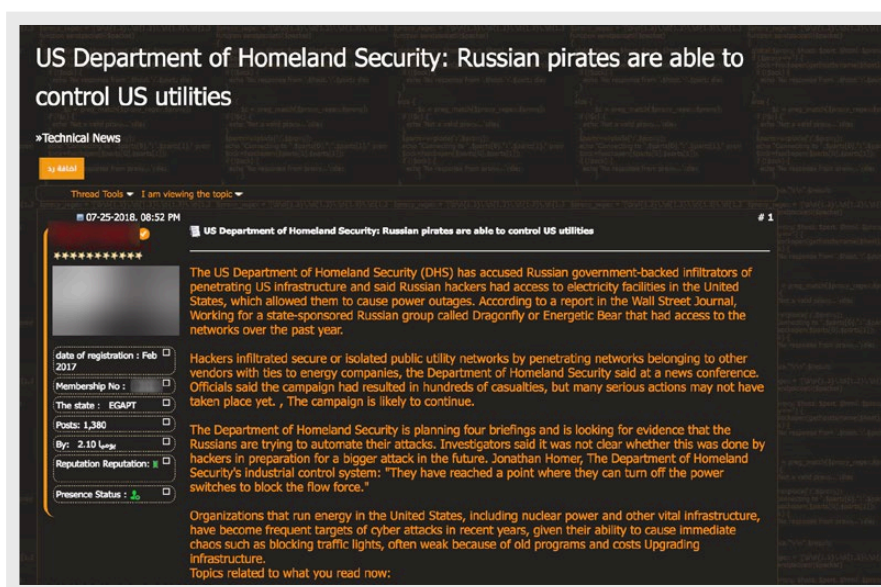 US Department of Homeland Security: Russian pirates are able to
control US utilities
»Technical News
اضافة رد
Thread Tools I am viewing the topic
07-25-2018. 08:52 PM
# 1
US Department of Homeland Security: Russian pirates are able to control US utilities
The US Department of Homeland Security (DHS) has accused Russian government-backed infiltrators of
penetrating US infrastructure and said Russian hackers had access to electricity facilities in the United
States, which allowed them to cause power outages. According to a report in the Wall Street Journal,
Working for a state-sponsored Russian group called Dragonfly or Energetic Bear that had access to the
networks over the past year.
Hackers infiltrated secure or isolated public utility networks by penetrating networks belonging to other
vendors with ties to energy companies, the Department of Homeland Security said at a news conference.
Officials said the campaign had resulted in hundreds of casualties, but many serious actions may not have
taken place yet. , The campaign is likely to continue.
The Department of Homeland Security is planning four briefings and is looking for evidence that the
Russians are trying to automate their attacks. Investigators said it was not clear whether this was done by
hackers in preparation for a bigger attack in the future. Jonathan Homer, The Department of Homeland
Security's industrial control system: "They have reached a point where they can turn off the power
switches to block the flow force."
Organizations that run energy in the United States, including nuclear power and other vital infrastructure,
have become frequent targets of cyber attacks in recent years, given their ability to cause immediate
chaos such as blocking traffic lights, often weak because of old programs and costs Upgrading
infrastructure.
Topics related to what you read now:
date of registration : Feb
2017
Membership No :
The state : EGAPT
Posts: 1,380
By: 2.10 يوميا
Reputation Reputation:
Presence Status :